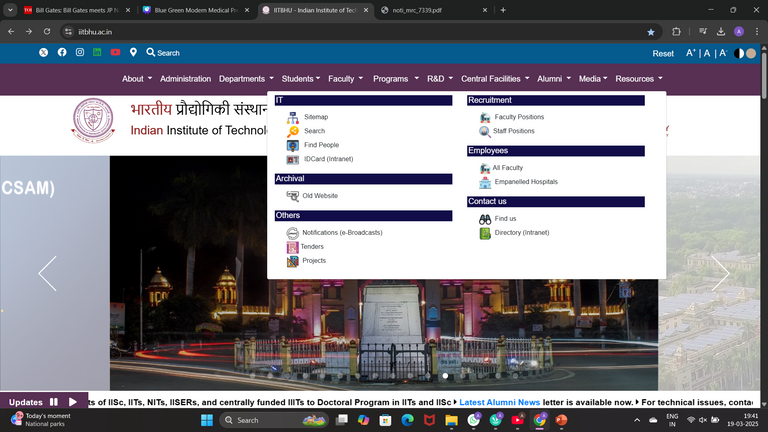 Bill Gates: Bill Gates meets JP N
Blue Green Modern Medical Pre
IITBHU - Indian Institute of Tech
noti_mrc_7339.pdf
iitbhu.ac.in
Search
Reset A+ | A | A-
About Administration Departments Students Faculty Programs R&D Central Facilities Alumni Media Resources
IT
Sitemap
Search
Find People
IDCard (Intranet)
Archival
Old Website
Others
Notifications (e-Broadcasts)
Tenders
Projects
Recruitment
Faculty Positions
Staff Positions
Employees
All Faculty
Empanelled Hospitals
Contact us
Find us
Directory (Intranet)
भारतीय प्रौद्योगिकी संस्थान
Indian Institute of Technolo
CSAM)
Updates
ts of IISc, IITs, NITs, IISERs, and centrally funded IIITs to Doctoral Program in IITs and IISc Latest Alumni News letter is available now. For technical issues, contac
Today's moment
National parks
Search
ENG
IN
19:41
19-03-2025